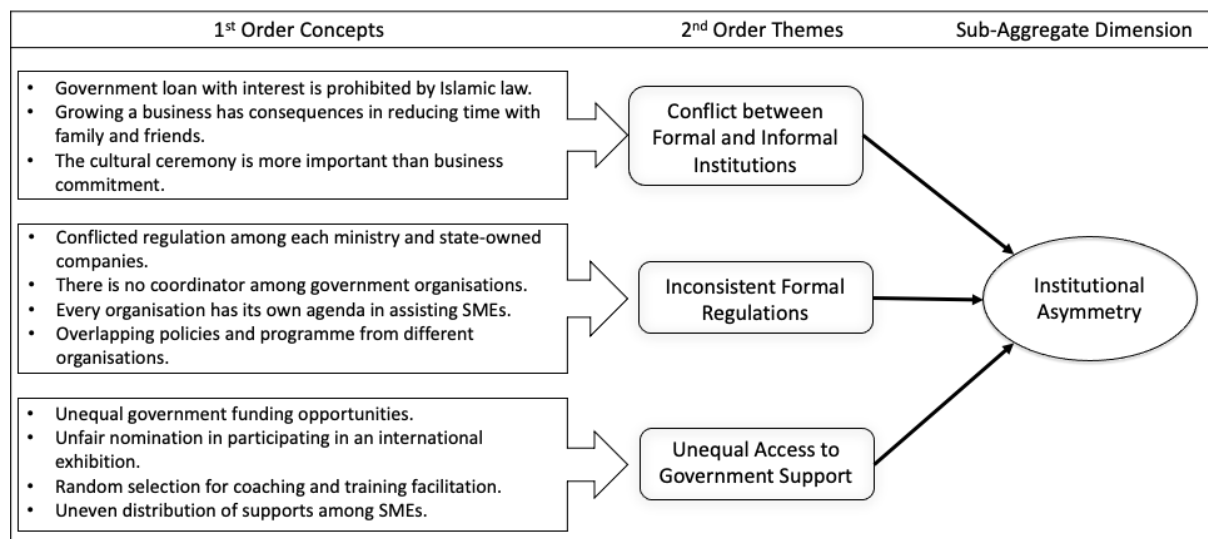 1st Order Concepts
2nd Order Themes
Sub-Aggregate Dimension
• Government loan with interest is prohibited by Islamic law.
• Growing a business has consequences in reducing time with
family and friends.
• The cultural ceremony is more important than business
commitment.
Conflict between
Formal and Informal
Institutions
• Conflicted regulation among each ministry and state-owned
companies.
• There is no coordinator among government organisations.
• Every organisation has its own agenda in assisting SMEs.
• Overlapping policies and programme from different
organisations.
Inconsistent Formal
Regulations
Institutional
Asymmetry
• Unequal government funding opportunities.
• Unfair nomination in participating in an international
exhibition.
• Random selection for coaching and training facilitation.
• Uneven distribution of supports among SMEs.
Unequal Access to
Government Support